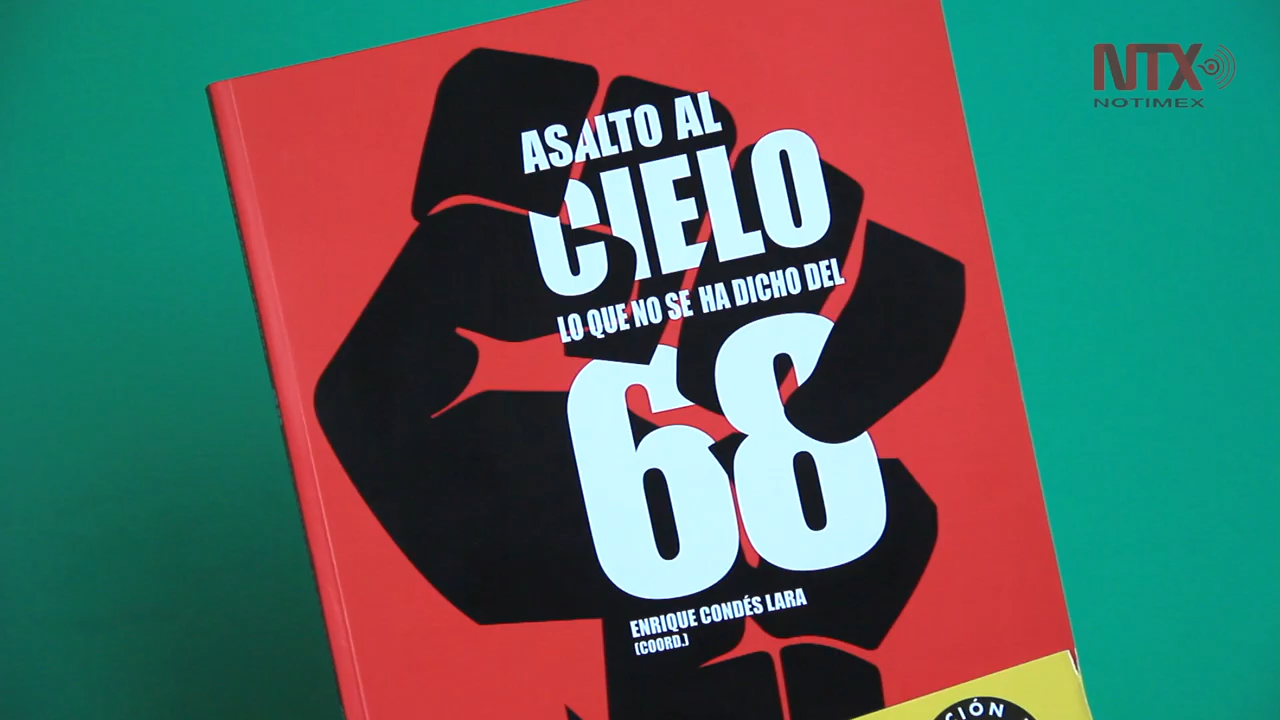 NTX
NOTIMEX
ASALTO AL
CIELO
LO QUE NO SE HA DICHO DEL
68
ENRIQUE CONDÉS LARA
(COORD.)